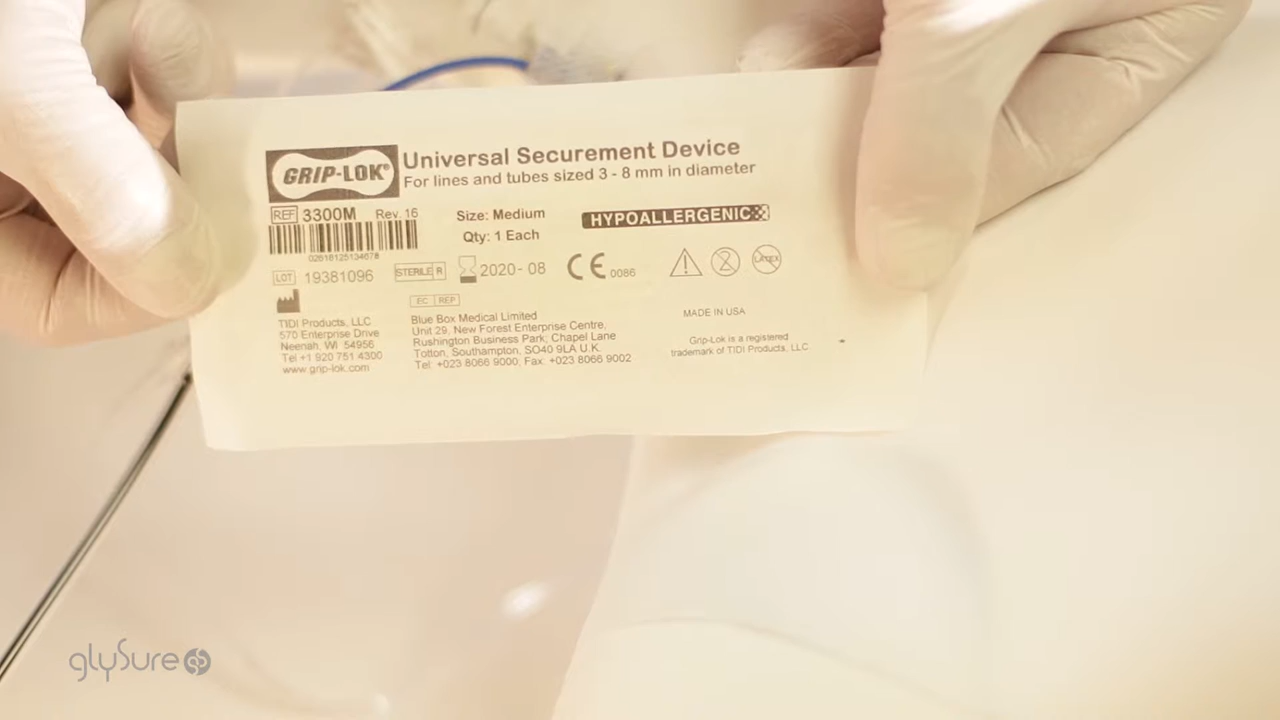 GRIP-LOK®
Universal Securement Device
For lines and tubes sized 3 - 8 mm in diameter
REF 3300M Rev. 16
Size: Medium
HYPOALLERGENIC
Qty: 1 Each
LOT 19381096
STERILE R
2020-08
CE 0086
Latex
EC REP
TIDI Products, LLC
570 Enterprise Drive
Neenah, WI 54956
Tel +1 920 751 4300
www.grip-lok.com
Blue Box Medical Limited
Unit 29, New Forest Enterprise Centre,
Rushington Business Park; Chapel Lane
Totton, Southampton, SO40 9LA U.K.
Tel: +023 8066 9000, Fax: +023 8066 9002
MADE IN USA
Grip-Lok is a registered
trademark of TIDI Products, LLC
glySure